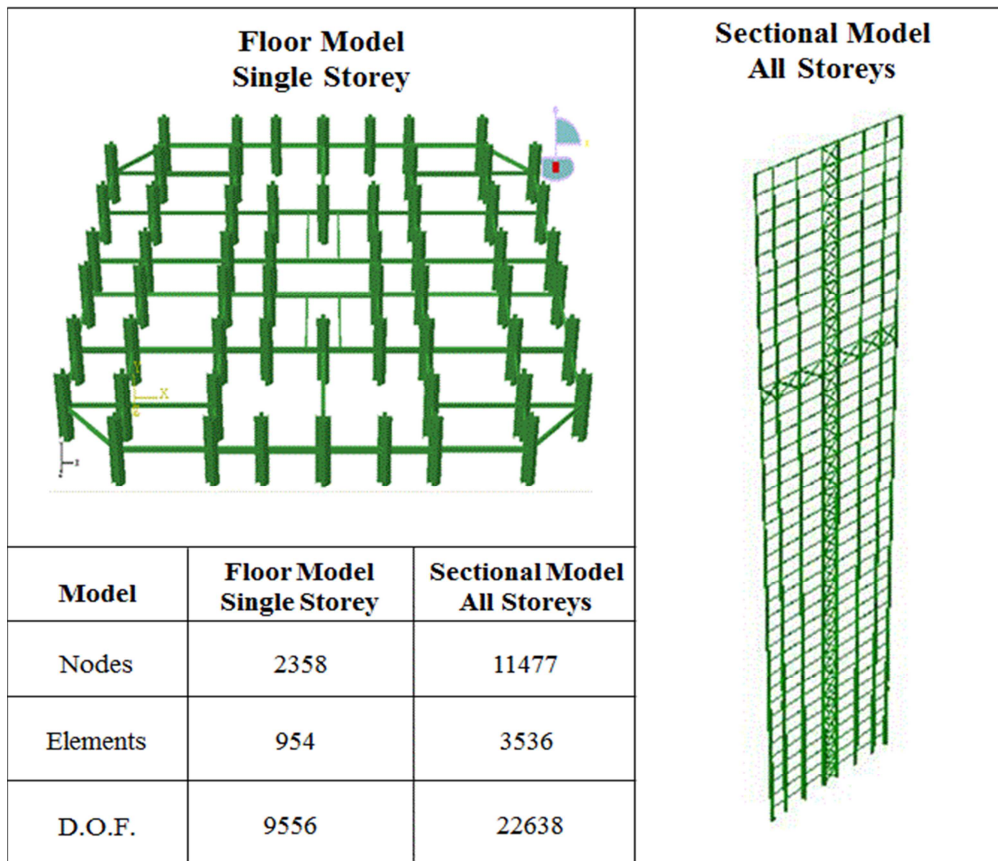 Floor Model
Single Storey
Sectional Model
All Storeys
Y
X
Z
Model
Floor Model
Single Storey
Sectional Model
All Storeys
Nodes
2358
11477
Elements
954
3536
D.O.F.
9556
22638